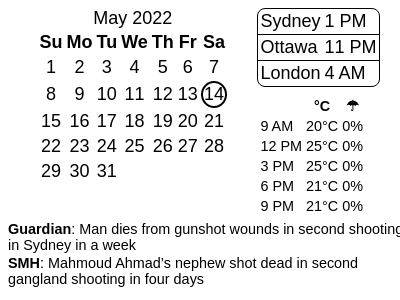 May 2022
Su Mo Tu We Th Fr Sa
1 2 3 4 5 6 7
8 9 10 11 12 13 14
15 16 17 18 19 20 21
22 23 24 25 26 27 28
29 30 31
Sydney 1 PM
Ottawa 11 PM
London 4 AM
°C ☂
9 AM 20°C 0%
12 PM 25°C 0%
3 PM 25°C 0%
6 PM 21°C 0%
9 PM 21°C 0%
Guardian: Man dies from gunshot wounds in second shooting
in Sydney in a week
SMH: Mahmoud Ahmad’s nephew shot dead in second
gangland shooting in four days